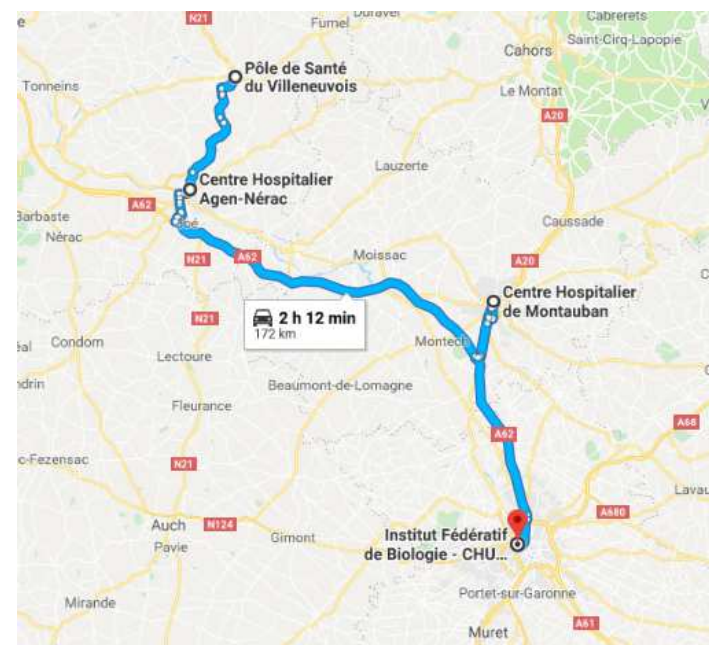 N21
Fumel
Cabrerets
Saint-Cirq-Lapopie
Cahors
Pôle de Santé
du Villeneuvois
Tonneins
Le Montat
A20
Lauzerte
Centre Hospitalier
Agen-Nérac
A62
Barbaste
Nérac
Caussade
N21
A62
Moissac
A20
Centre Hospitalier
de Montauban
2 h 12 min
172 km
N21
Condom
Montech
Lectoure
Beaumont-de-Lomagne
Fleurance
A62
A68
c-Fezensac
N21
Lavau
A680
Auch
N124
Gimont
Institut Fédératif
de Biologie - CHU...
Pavie
Mirande
Portet-sur-Garonne
A61
Muret